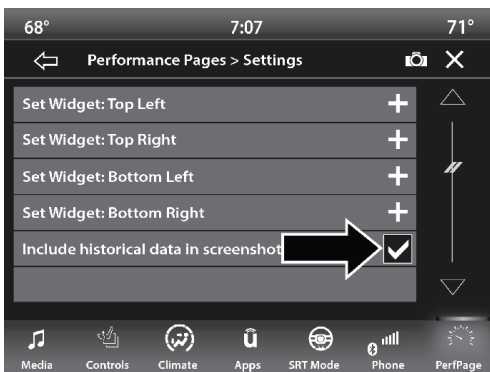 68° 7:07 71°
Performance Pages > Settings
Set Widget: Top Left
Set Widget: Top Right
Set Widget: Bottom Left
Set Widget: Bottom Right
Include historical data in screenshot
Media Controls Climate Apps SRT Mode Phone PerfPage